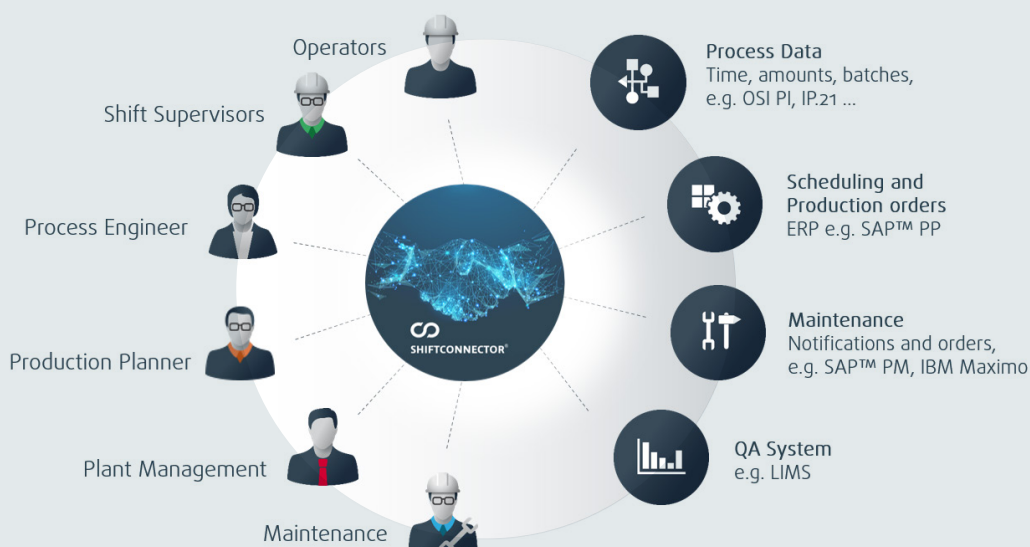 Operators
Shift Supervisors
Process Engineer
Production Planner
Plant Management
Maintenance
SHIFTCONNECTOR®
Process Data
Time, amounts, batches,
e.g. OSI PI, IP.21 ...
Scheduling and
Production orders
ERP e.g. SAP™ PP
Maintenance
Notifications and orders,
e.g. SAP™ PM, IBM Maximo
QA System
e.g. LIMS